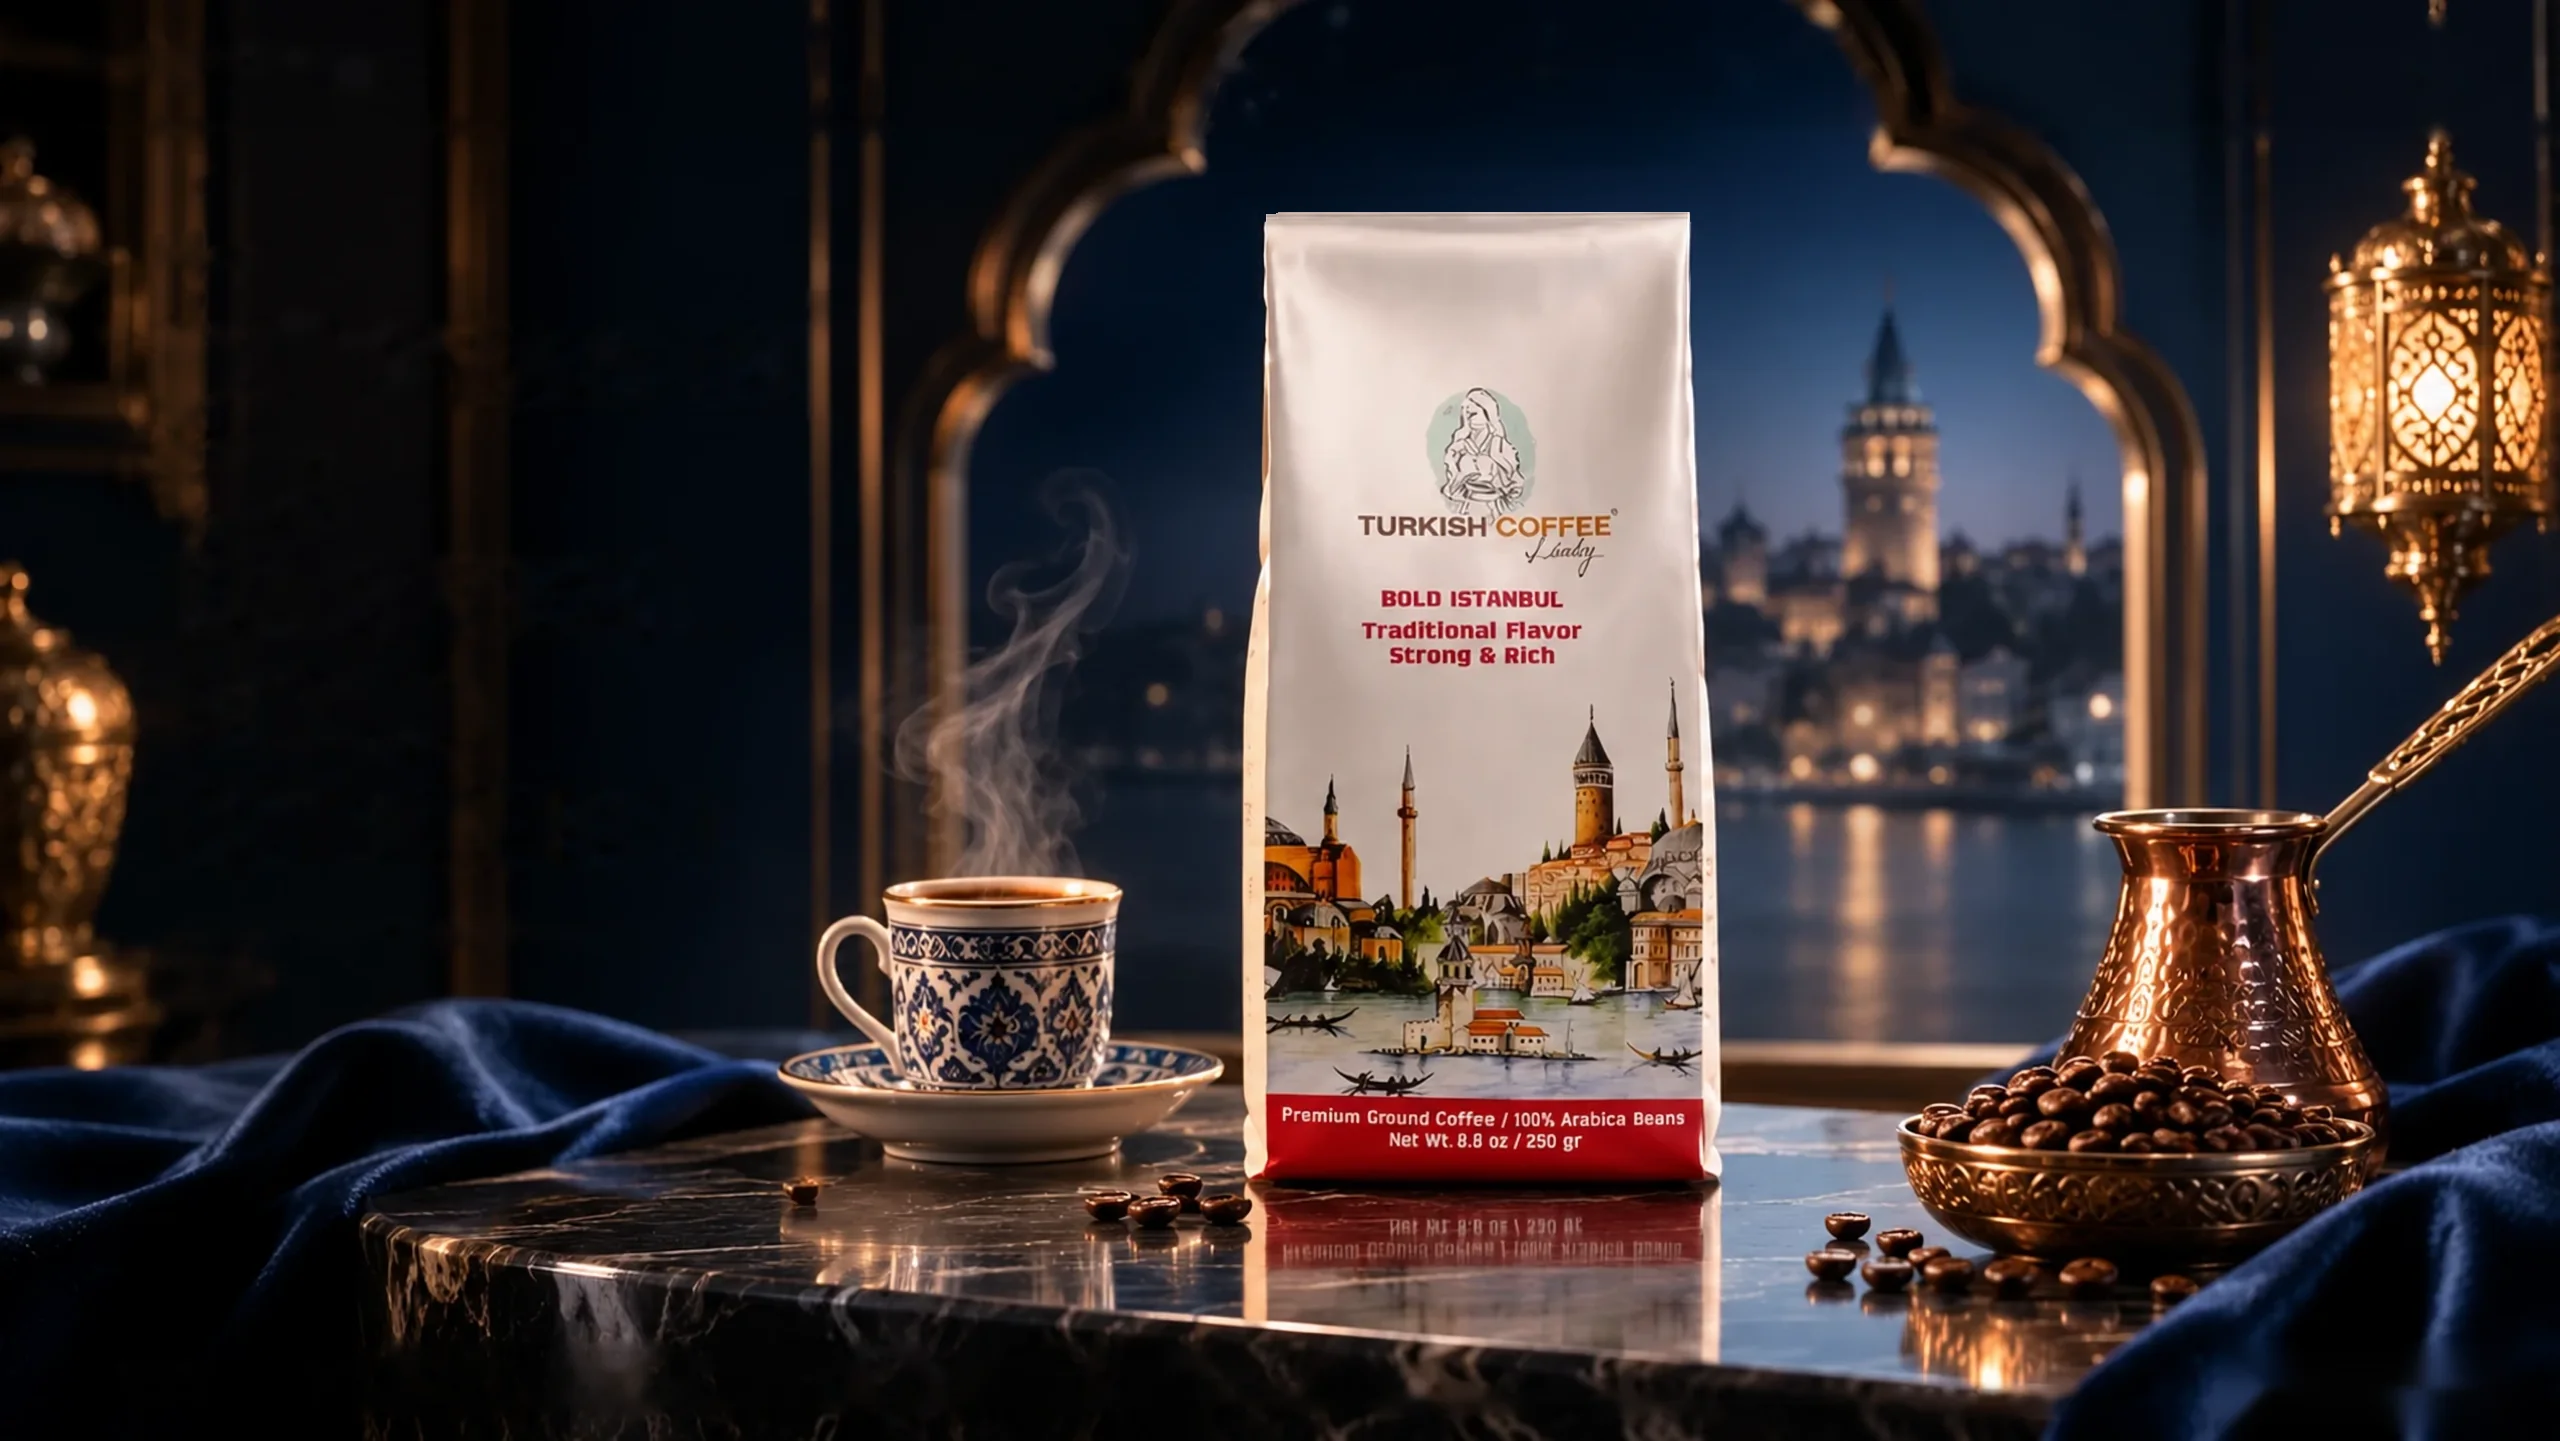 TURKISH COFFEE®
Lady
BOLD ISTANBUL
Traditional Flavor
Strong & Rich
Premium Ground Coffee / 100% Arabica Beans
Net Wt. 8.8 oz / 250 gr